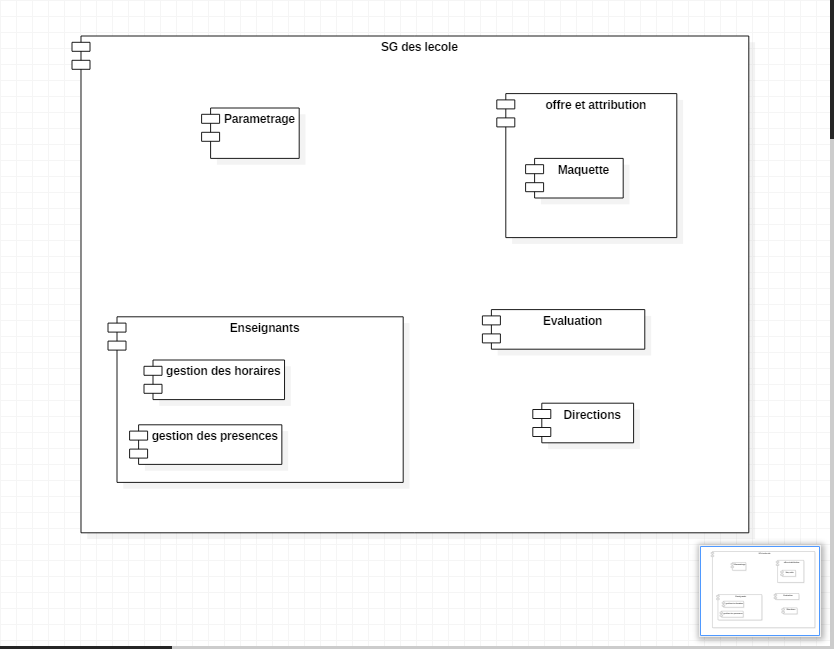 SG des lecole
Parametrage
offre et attribution
Maquette
Enseignants
gestion des horaires
gestion des presences
Evaluation
Directions